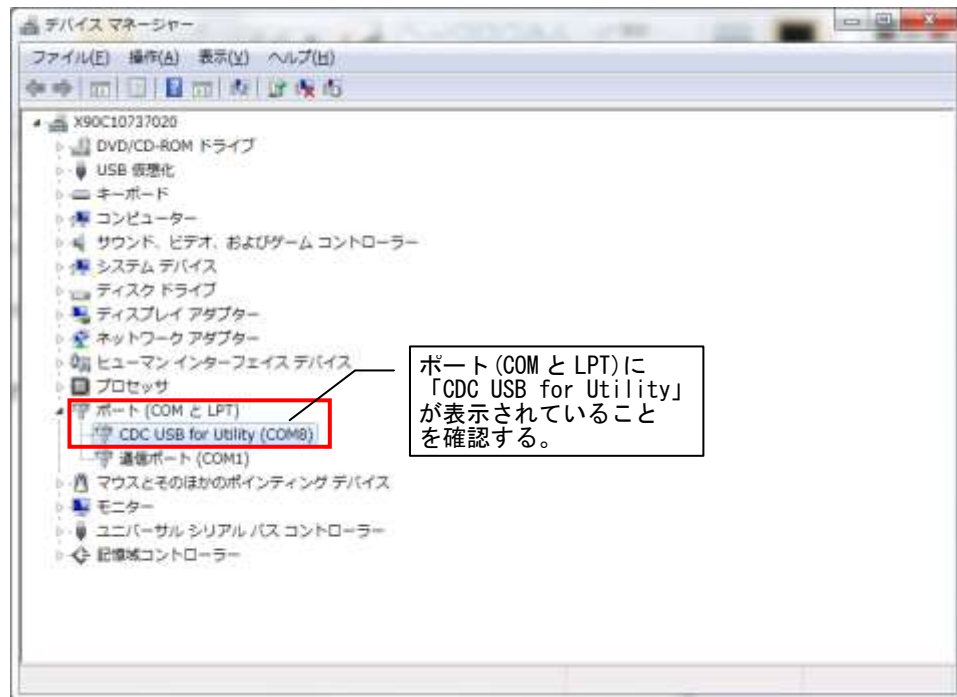 デバイス マネージャー
ファイル(F) 操作(A) 表示(V) ヘルプ(H)
X90C10737020
DVD/CD-ROM ドライブ
USB 仮想化
キーボード
コンピューター
サウンド、ビデオ、およびゲーム コントローラー
システム デバイス
ディスク ドライブ
ディスプレイ アダプター
ネットワーク アダプター
ヒューマン インターフェイス デバイス
プロセッサ
ポート (COM と LPT)
CDC USB for Utility (COM8)
通信ポート (COM1)
マウスとそのほかのポインティング デバイス
モニター
ユニバーサル シリアル バス コントローラー
記憶域コントローラー
ポート(COM と LPT)に
「CDC USB for Utility」
が表示されていること
を確認する。